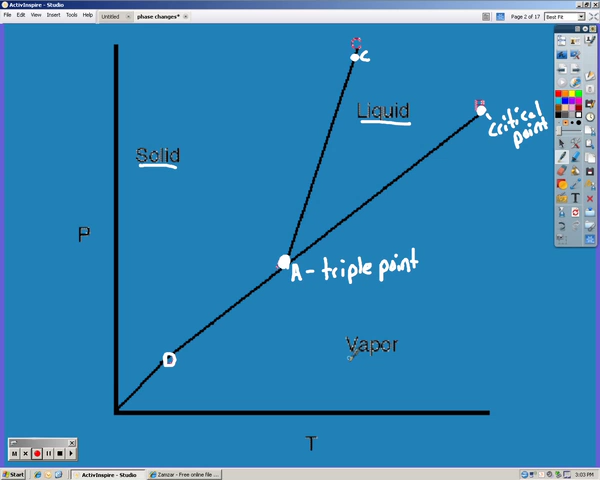 ActivInspire - Studio
File Edit View Insert Tools Help
Untitled
phase changes*
Page 2 of 17
Best Fit
C
C
Liquid
Critical
point
Solid
P
A - triple point
Vapor
D
T
Start
ActivInspire - Studio
Zamzar - Free online file ...
3:03 PM